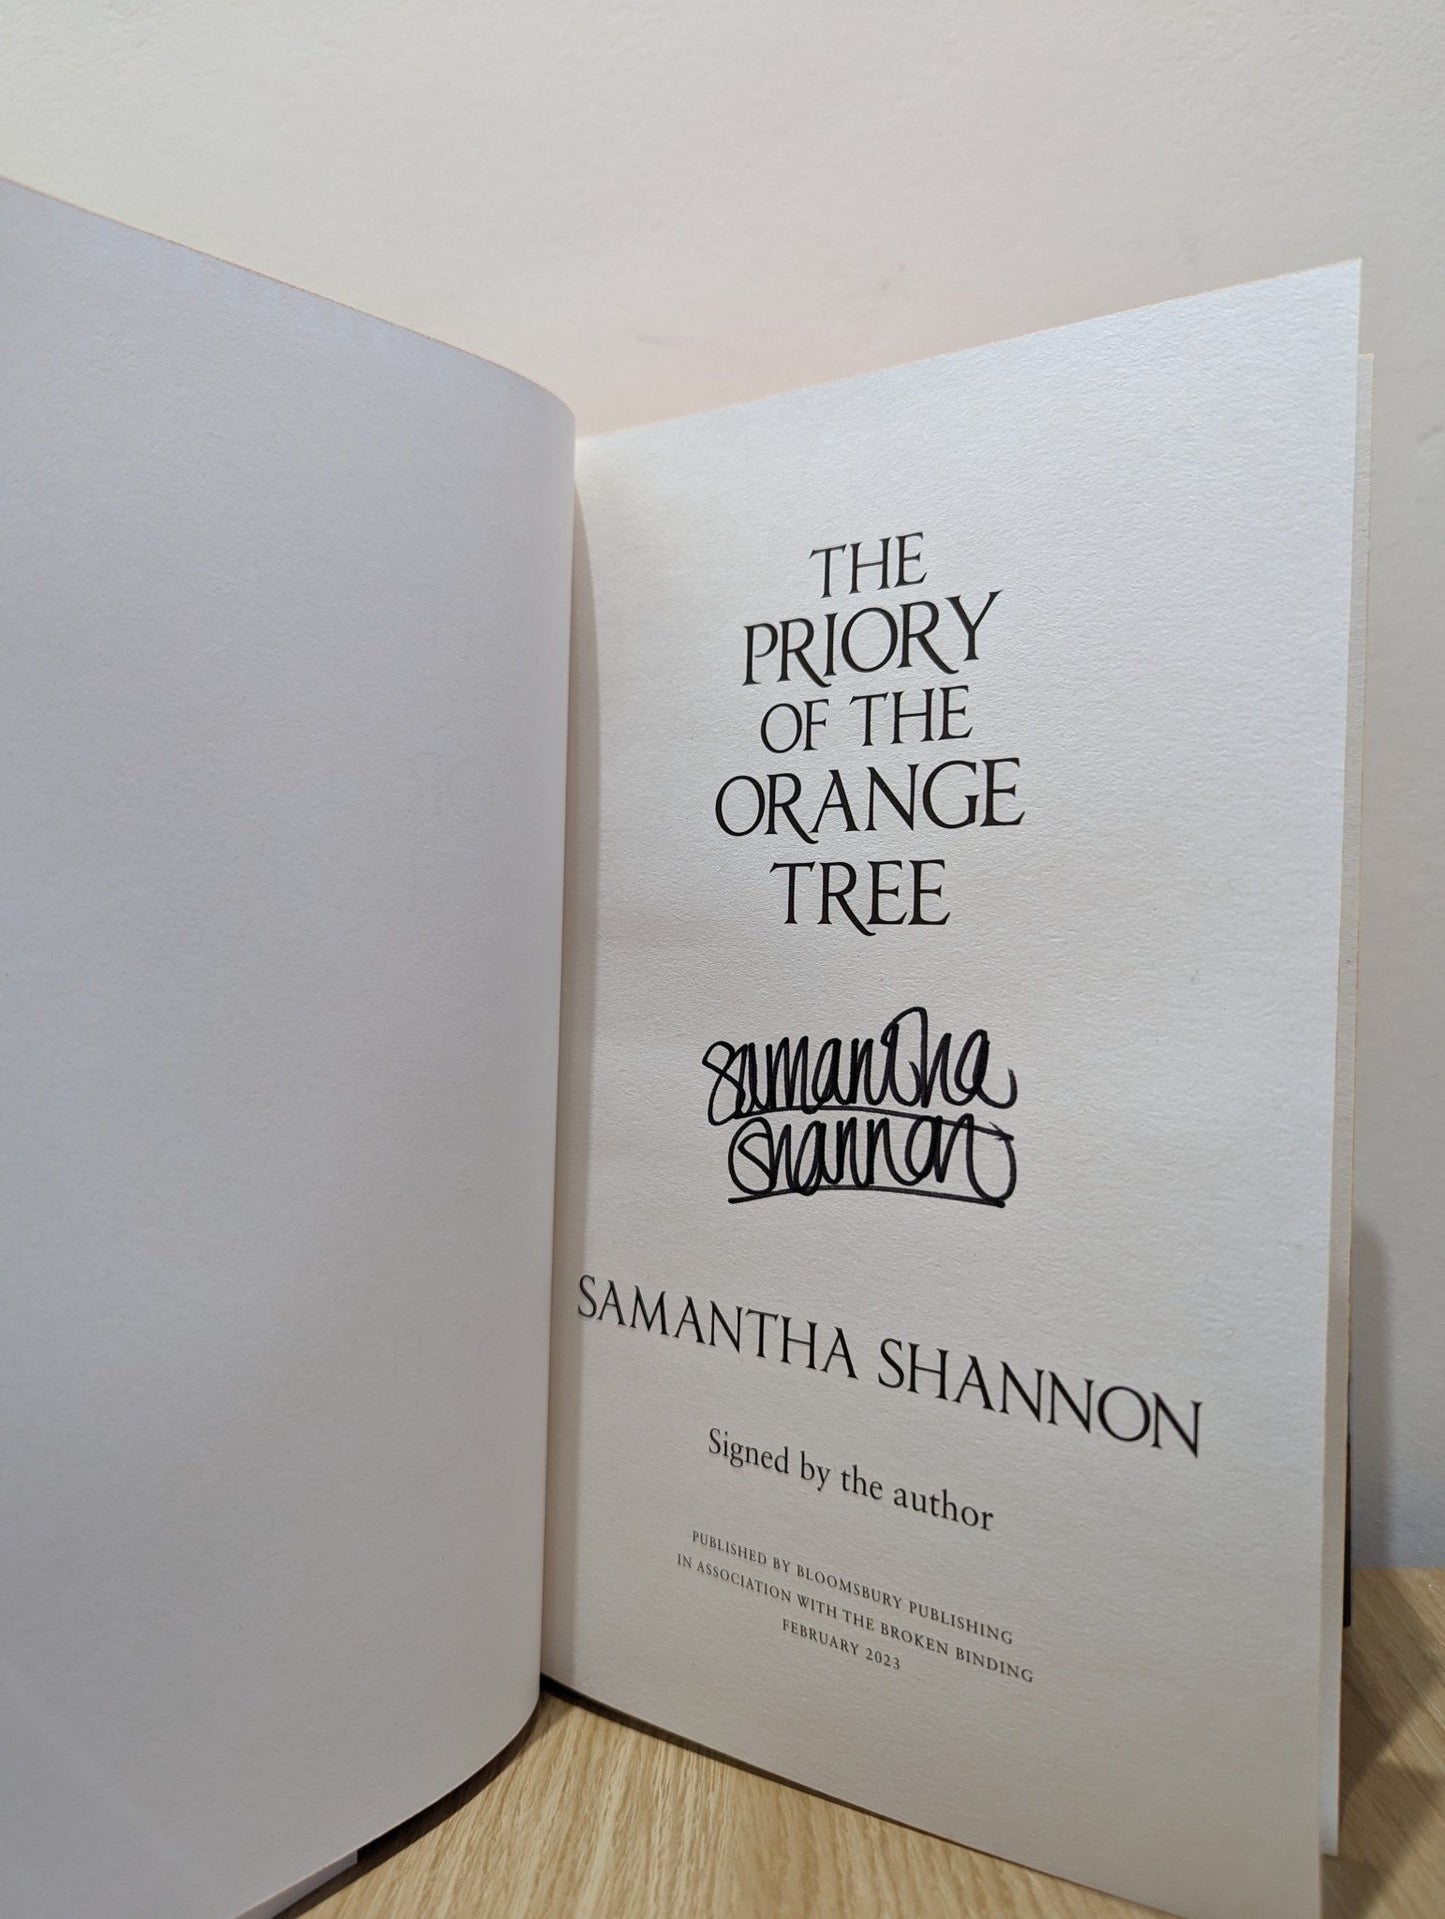 THE
PRIORY
OF THE
ORANGE
TREE
samantha
shannon
SAMANTHA SHANNON
Signed by the author
PUBLISHED BY BLOOMSBURY PUBLISHING
IN ASSOCIATION WITH THE BROKEN BINDING
FEBRUARY 2023